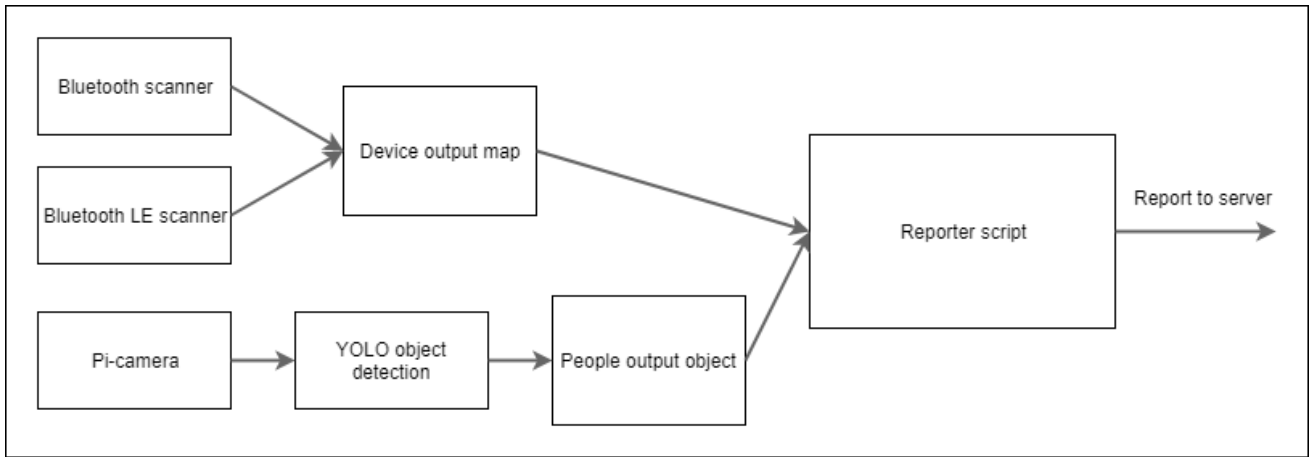 Bluetooth scanner
Bluetooth LE scanner
Device output map
Pi-camera
YOLO object
detection
People output object
Reporter script
Report to server